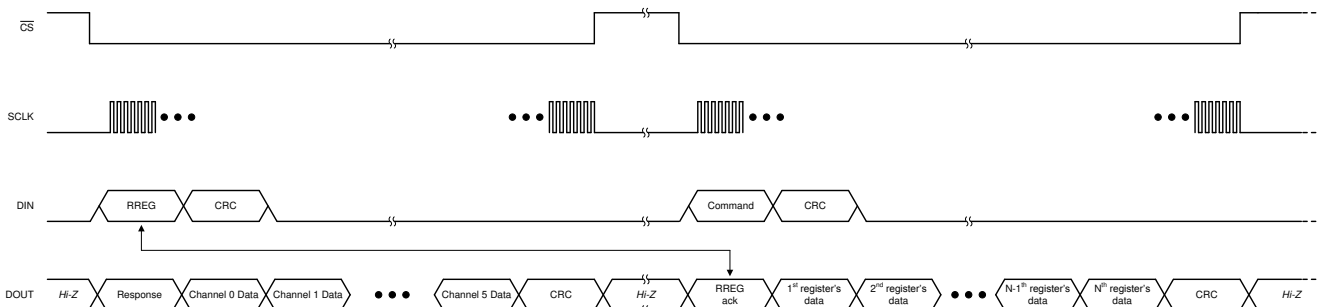 CS
SCLK
DIN
RREG
CRC
Command
CRC
DOUT
Hi-Z
Response
Channel 0 Data
Channel 1 Data
Channel 5 Data
CRC
Hi-Z
RREG
ack
1st register's
data
2nd register's
data
N-1th register's
data
Nth register's
data
CRC
Hi-Z